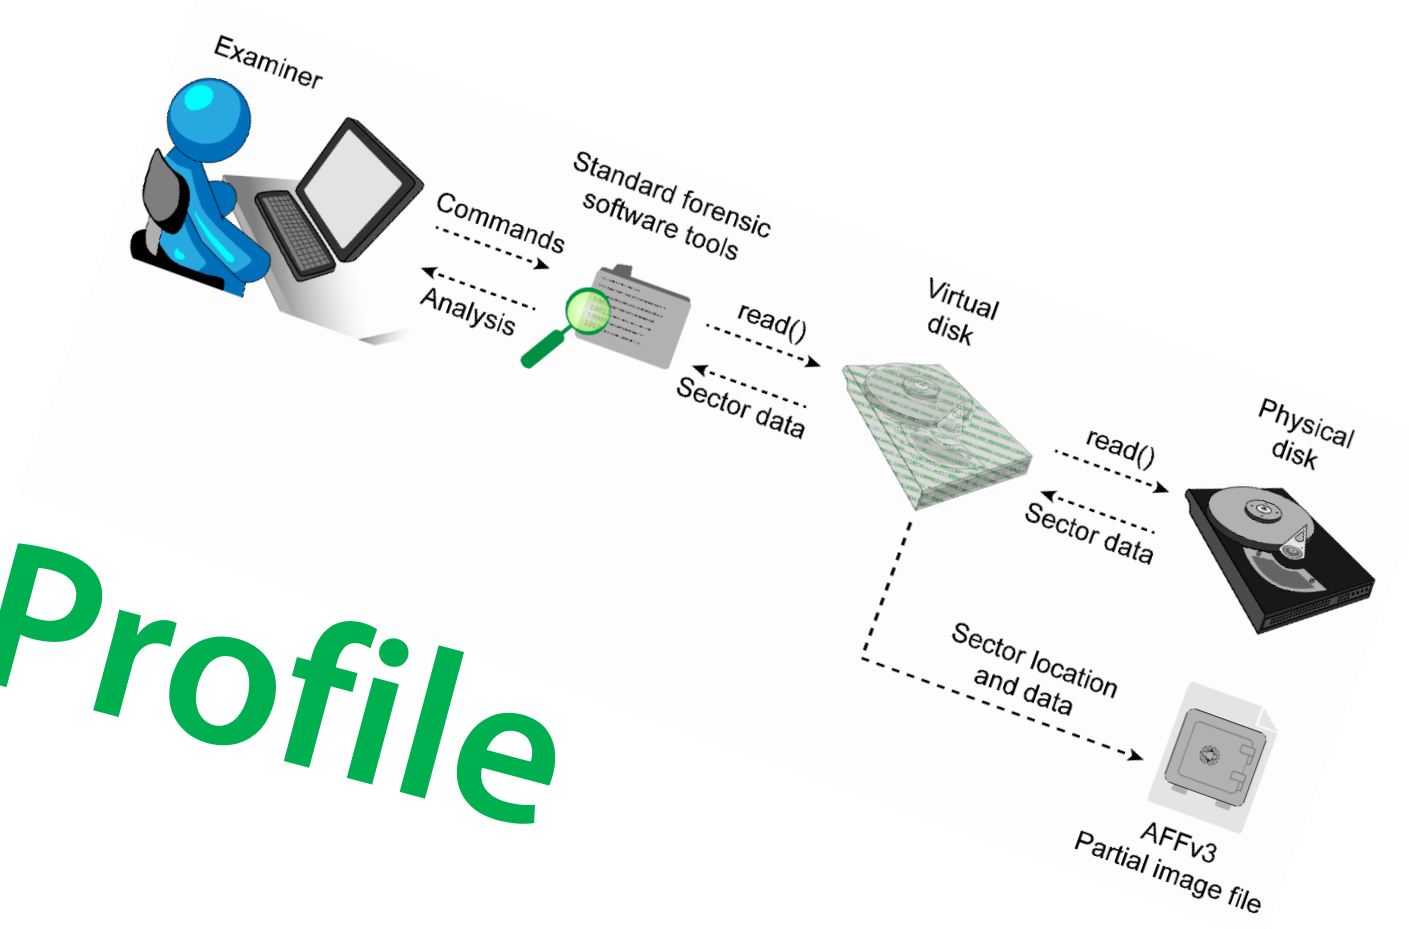 Examiner
Commands
Analysis
Standard forensic
software tools
read()
Sector data
Virtual
disk
read()
Sector data
Physical
disk
Sector location
and data
AFFv3
Partial image file
Profile